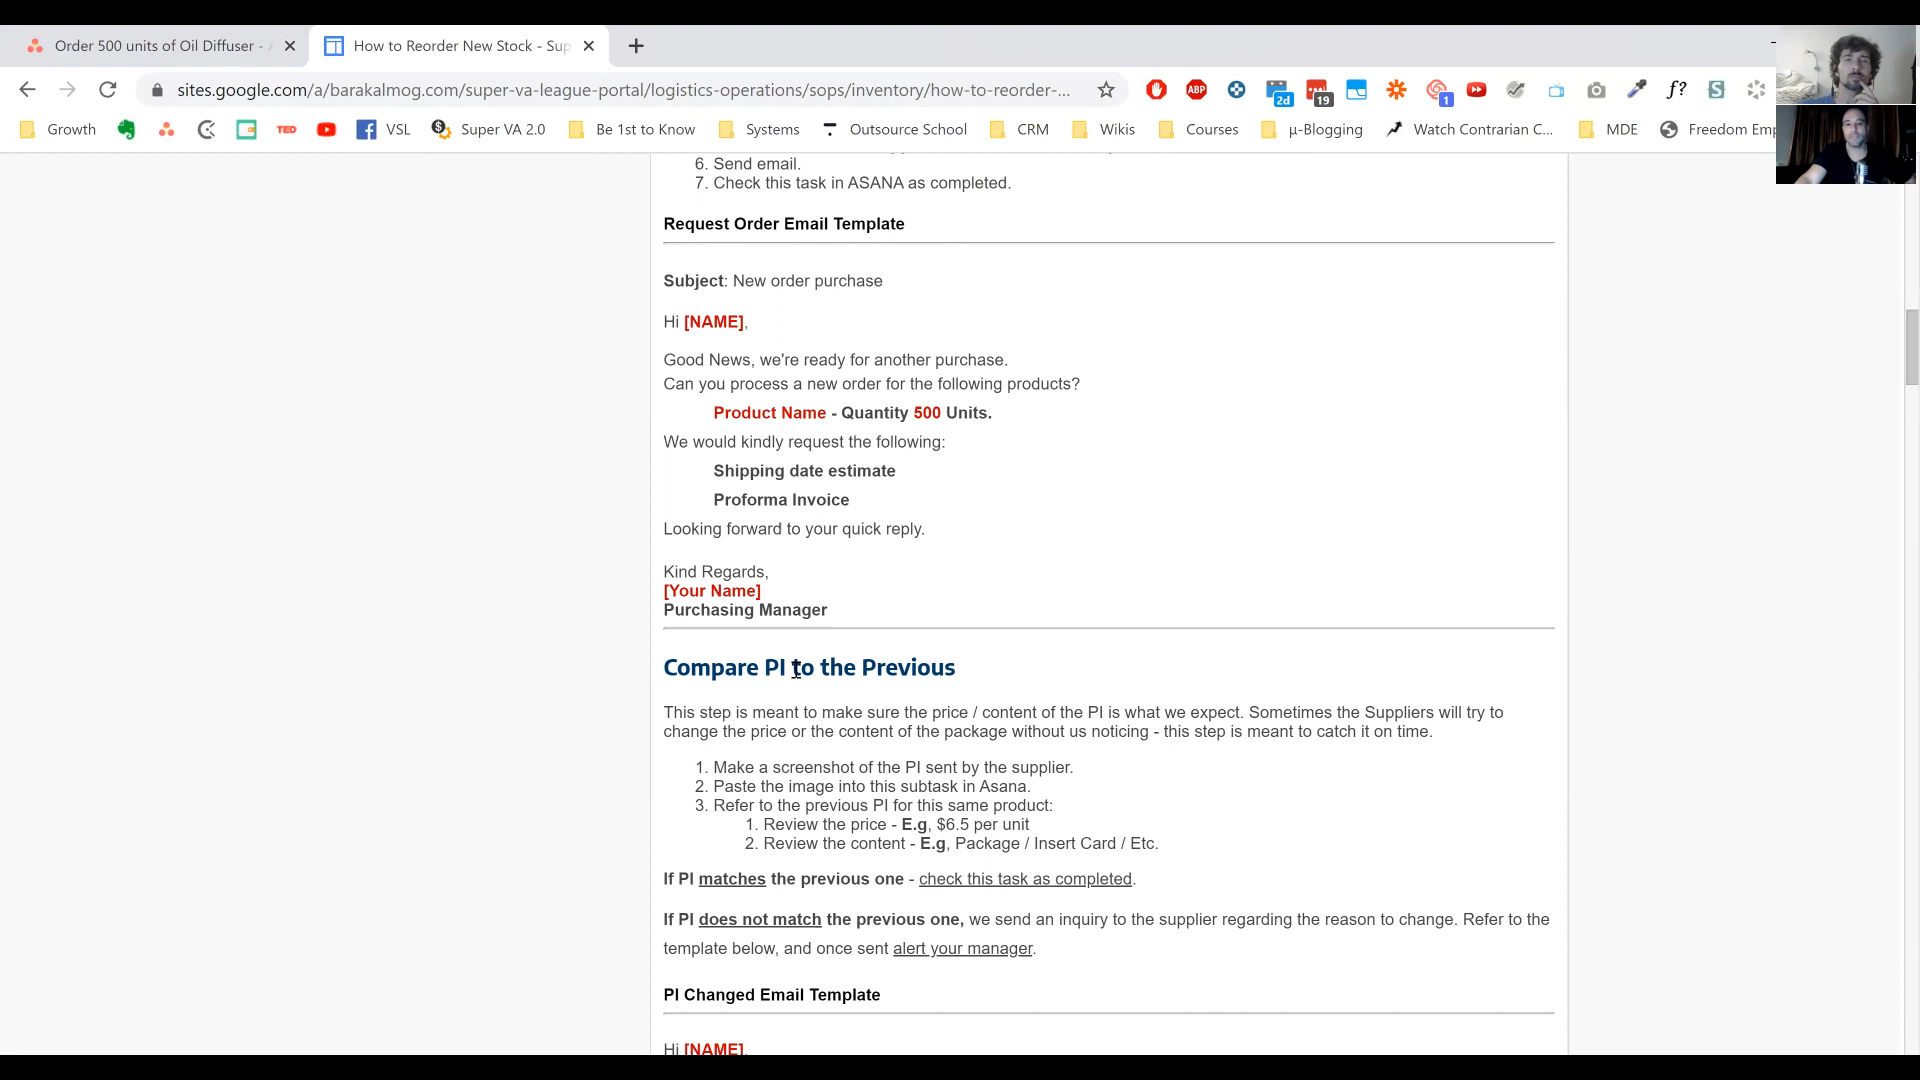 Order 500 units of Oil Diffuser -
How to Reorder New Stock - Sup
sites.google.com/a/barakalmog.com/super-va-league-portal/logistics-operations/sops/inventory/how-to-reorder-...
ABP
2d
19
1
f?
S
Growth
TED
VSL
Super VA 2.0
Be 1st to Know
Systems
Outsource School
CRM
Wikis
Courses
µ-Blogging
Watch Contrarian C...
MDE
Freedom Emp
6. Send email.
7. Check this task in ASANA as completed.
Request Order Email Template
Subject: New order purchase
Hi [NAME],
Good News, we're ready for another purchase.
Can you process a new order for the following products?
Product Name - Quantity 500 Units.
We would kindly request the following:
Shipping date estimate
Proforma Invoice
Looking forward to your quick reply.
Kind Regards,
[Your Name]
Purchasing Manager
Compare PI to the Previous
This step is meant to make sure the price / content of the PI is what we expect. Sometimes the Suppliers will try to
change the price or the content of the package without us noticing - this step is meant to catch it on time.
1. Make a screenshot of the PI sent by the supplier.
2. Paste the image into this subtask in Asana.
3. Refer to the previous PI for this same product:
1. Review the price - E.g, $6.5 per unit
2. Review the content - E.g, Package / Insert Card / Etc.
If PI matches the previous one - check this task as completed.
If PI does not match the previous one, we send an inquiry to the supplier regarding the reason to change. Refer to the
template below, and once sent alert your manager.
PI Changed Email Template
Hi [NAME],